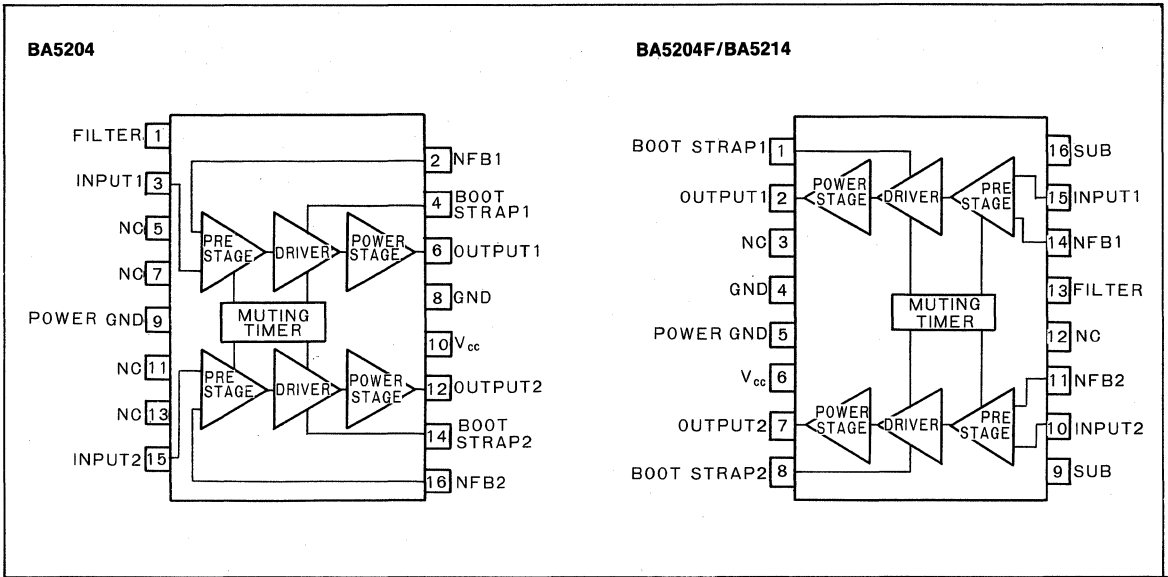 BA5204
FILTER 1
INPUT1 3
NC 5
NC 7
POWER GND 9
NC 11
NC 13
INPUT2 15
2 NFB1
4 BOOT
STRAP1
6 OUTPUT1
8 GND
10 Vcc
12 OUTPUT2
14 BOOT
STRAP2
16 NFB2
PRE
STAGE
DRIVER
POWER
STAGE
MUTING
TIMER
PRE
STAGE
DRIVER
POWER
STAGE
BA5204F/BA5214
BOOT STRAP1 1
OUTPUT1 2
NC 3
GND 4
POWER GND 5
Vcc 6
OUTPUT2 7
BOOT STRAP2 8
16 SUB
15 INPUT1
14 NFB1
13 FILTER
12 NC
11 NFB2
10 INPUT2
9 SUB
POWER
STAGE
DRIVER
PRE
STAGE
MUTING
TIMER
POWER
STAGE
DRIVER
PRE
STAGE